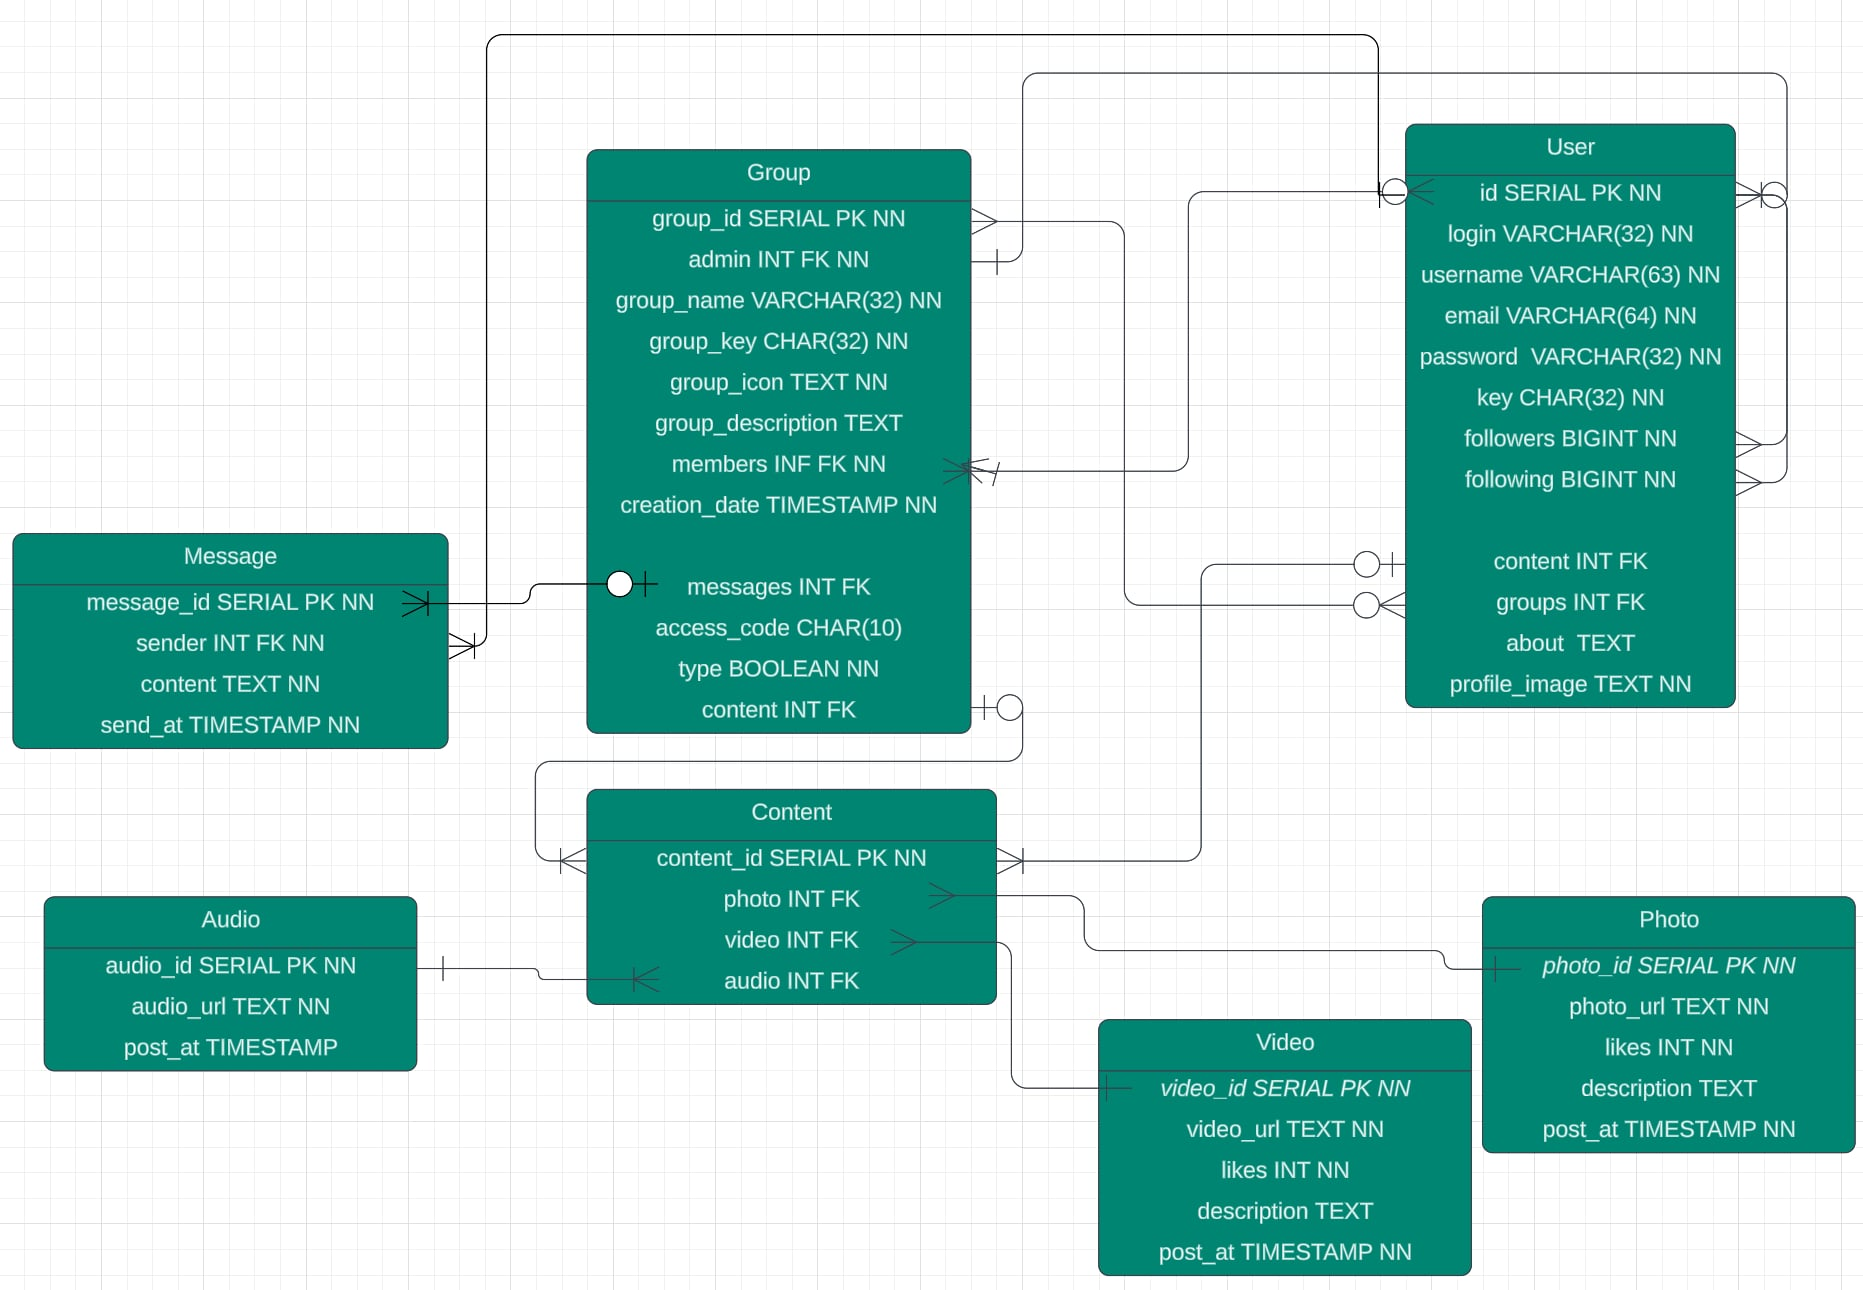 User
id SERIAL PK NN
login VARCHAR(32) NN
username VARCHAR(63) NN
email VARCHAR(64) NN
password  VARCHAR(32) NN
key CHAR(32) NN
followers BIGINT NN
following BIGINT NN
content INT FK
groups INT FK
about  TEXT
profile_image TEXT NN
Group
group_id SERIAL PK NN
admin INT FK NN
group_name VARCHAR(32) NN
group_key CHAR(32) NN
group_icon TEXT NN
group_description TEXT
members INF FK NN
creation_date TIMESTAMP NN
messages INT FK
access_code CHAR(10)
type BOOLEAN NN
content INT FK
Message
message_id SERIAL PK NN
sender INT FK NN
content TEXT NN
send_at TIMESTAMP NN
Content
content_id SERIAL PK NN
photo INT FK
video INT FK
audio INT FK
Audio
audio_id SERIAL PK NN
audio_url TEXT NN
post_at TIMESTAMP
Photo
photo_id SERIAL PK NN
photo_url TEXT NN
likes INT NN
description TEXT
post_at TIMESTAMP NN
Video
video_id SERIAL PK NN
video_url TEXT NN
likes INT NN
description TEXT
post_at TIMESTAMP NN